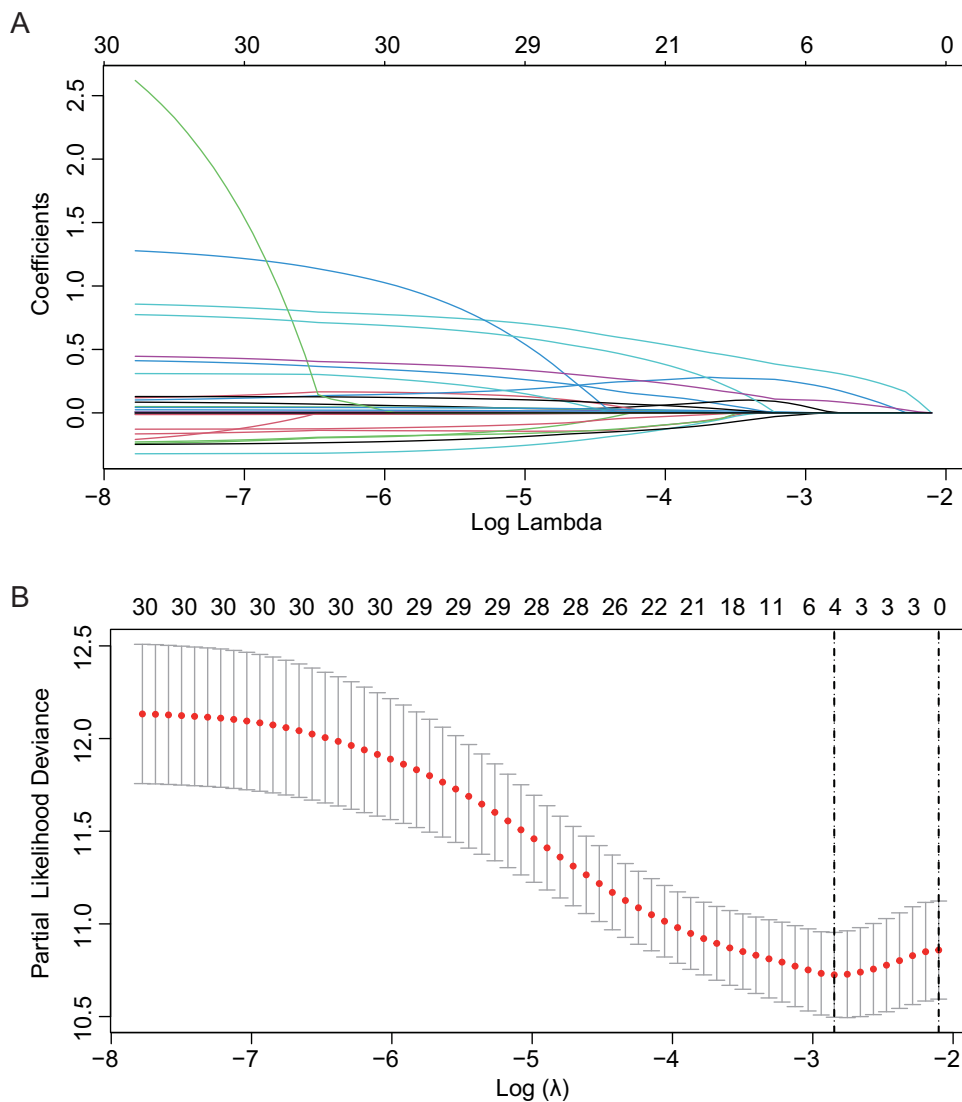 A
30 30 30 29 21 6 0
2.5
2.0
1.5
1.0
0.5
0.0
Coefficients
−8 −7 −6 −5 −4 −3 −2
Log Lambda
B
30 30 30 30 30 30 30 29 29 29 28 28 26 22 21 18 11 6 4 3 3 3 0
12.5
12.0
11.5
11.0
10.5
Partial Likelihood Deviance
−8 −7 −6 −5 −4 −3 −2
Log (λ)